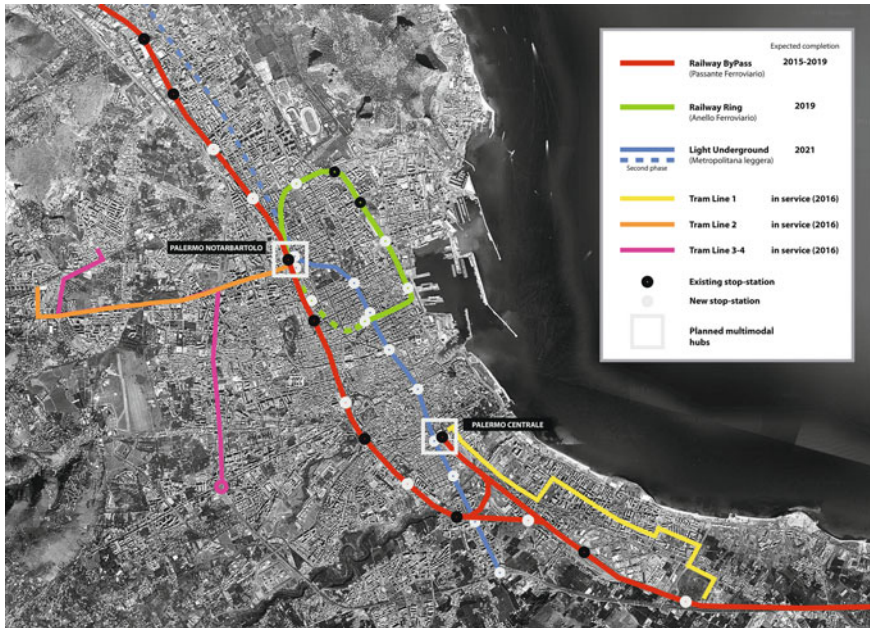 Expected completion
Railway ByPass 2015-2019
(Passante Ferroviario)
Railway Ring 2019
(Anello Ferroviario)
Light Underground 2021
(Metropolitana leggera)
Second phase
Tram Line 1 in service (2016)
Tram Line 2 in service (2016)
Tram Line 3-4 in service (2016)
Existing stop-station
New stop-station
Planned multimodal
hubs
PALERMO NOTARBARTOLO
PALERMO CENTRALE